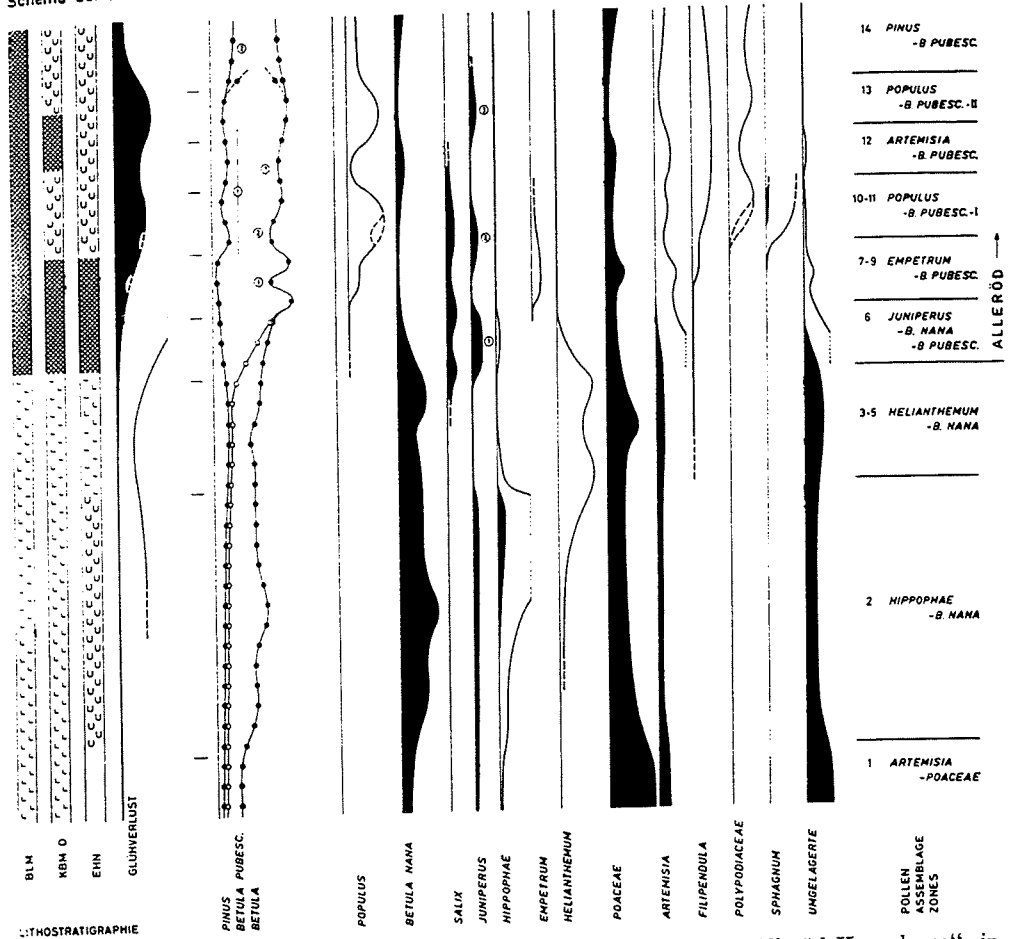 Schema
14 PINUS
-B PUBESC.
13 POPULUS
-B. PUBESC.-II
12 ARTEMISIA
-B. PUBESC.
10-11 POPULUS
-B. PUBESC.-I
7-9 EMPETRUM
-B. PUBESC.
6 JUNIPERUS
-B. NANA
-B PUBESC.
ALLERÖD
3-5 HELIANTHEMUM
-B. NANA
2 HIPPOPHAE
-B. NANA
1 ARTEMISIA
-POACEAE
BLM
KBM D
EHN
GLÜHVERLUST
PINUS
BETULA PUBESC.
BETULA
POPULUS
BETULA NANA
SALIX
JUNIPERUS
HIPPOPHAE
EMPETRUM
HELIANTHEMUM
POACEAE
ARTEMISIA
FILIPENDULA
POLYPODIACEAE
SPHAGNUM
UMGELAGERTE
POLLEN
ASSEMBLAGE
ZONES
LITHOSTRATIGRAPHIE